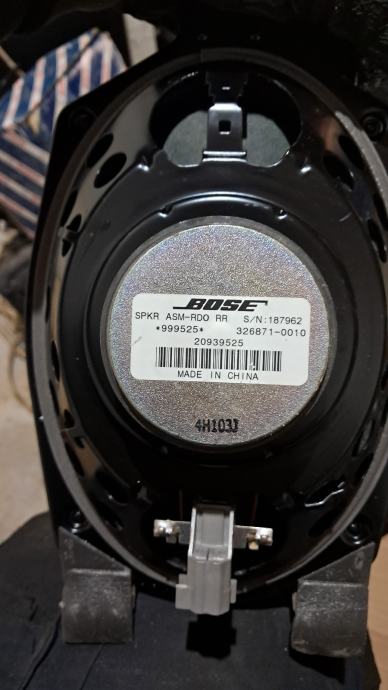 BOSE
SPKR ASM-RDO RR S/N:187962
*999525* 326871-0010
20939525
MADE IN CHINA
4H103J